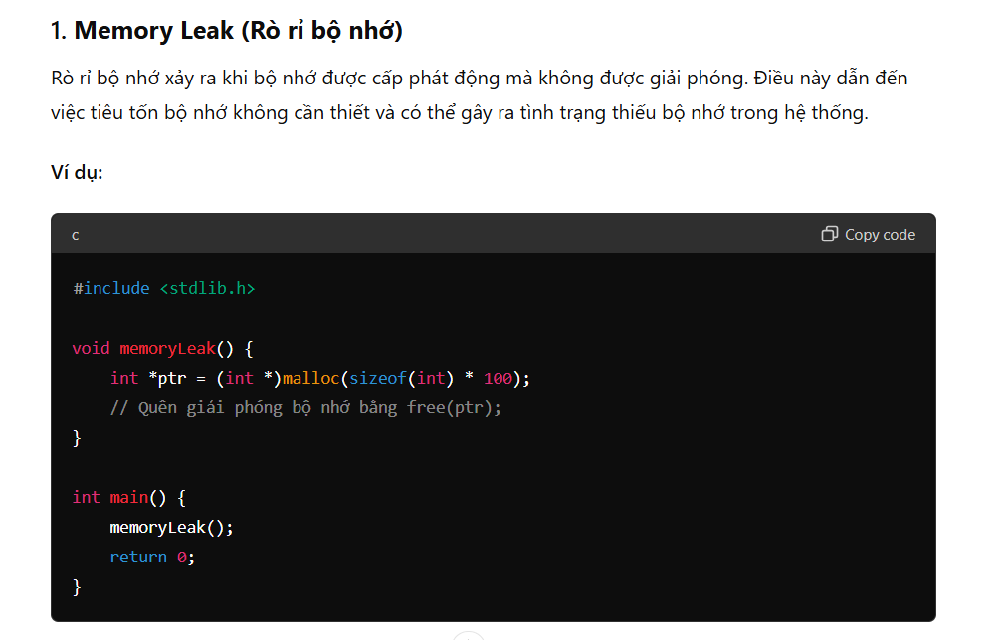 1. Memory Leak (Rò rỉ bộ nhớ)
Rò rỉ bộ nhớ xảy ra khi bộ nhớ được cấp phát động mà không được giải phóng. Điều này dẫn đến
việc tiêu tốn bộ nhớ không cần thiết và có thể gây ra tình trạng thiếu bộ nhớ trong hệ thống.
Ví dụ:
c Copy code
#include <stdlib.h>
void memoryLeak() {
    int *ptr = (int *)malloc(sizeof(int) * 100);
    // Quên giải phóng bộ nhớ bằng free(ptr);
}
int main() {
    memoryLeak();
    return 0;
}